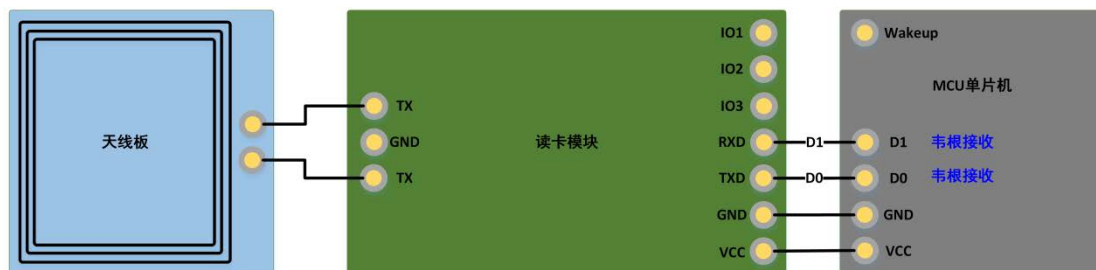 天线板
TX
GND
TX
读卡模块
IO1
IO2
IO3
RXD
TXD
GND
VCC
D1
D0
Wakeup
MCU单片机
D1 韦根接收
D0 韦根接收
GND
VCC